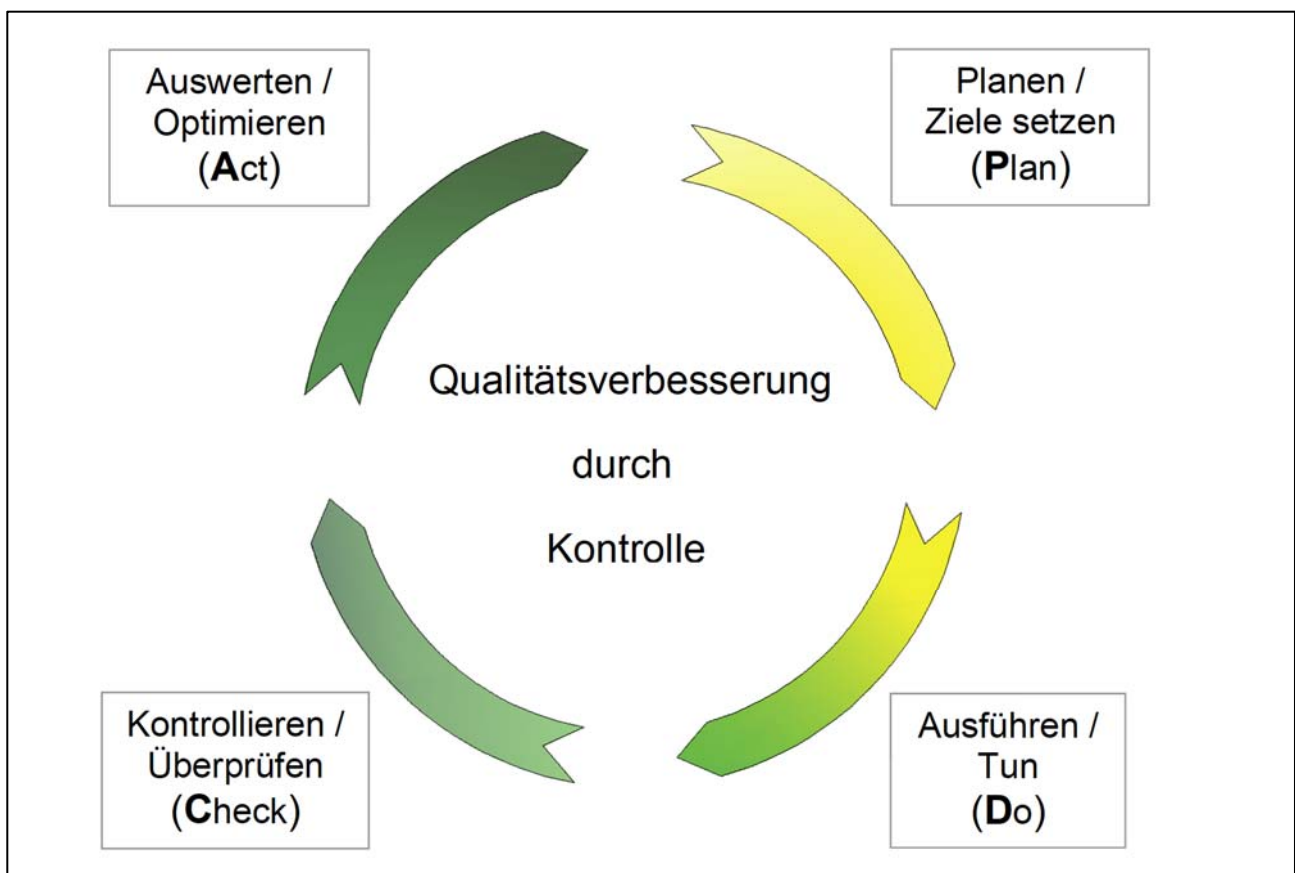 Auswerten /
Optimieren
(Act)
Planen /
Ziele setzen
(Plan)
Qualitätsverbesserung
durch
Kontrolle
Kontrollieren /
Überprüfen
(Check)
Ausführen /
Tun
(Do)